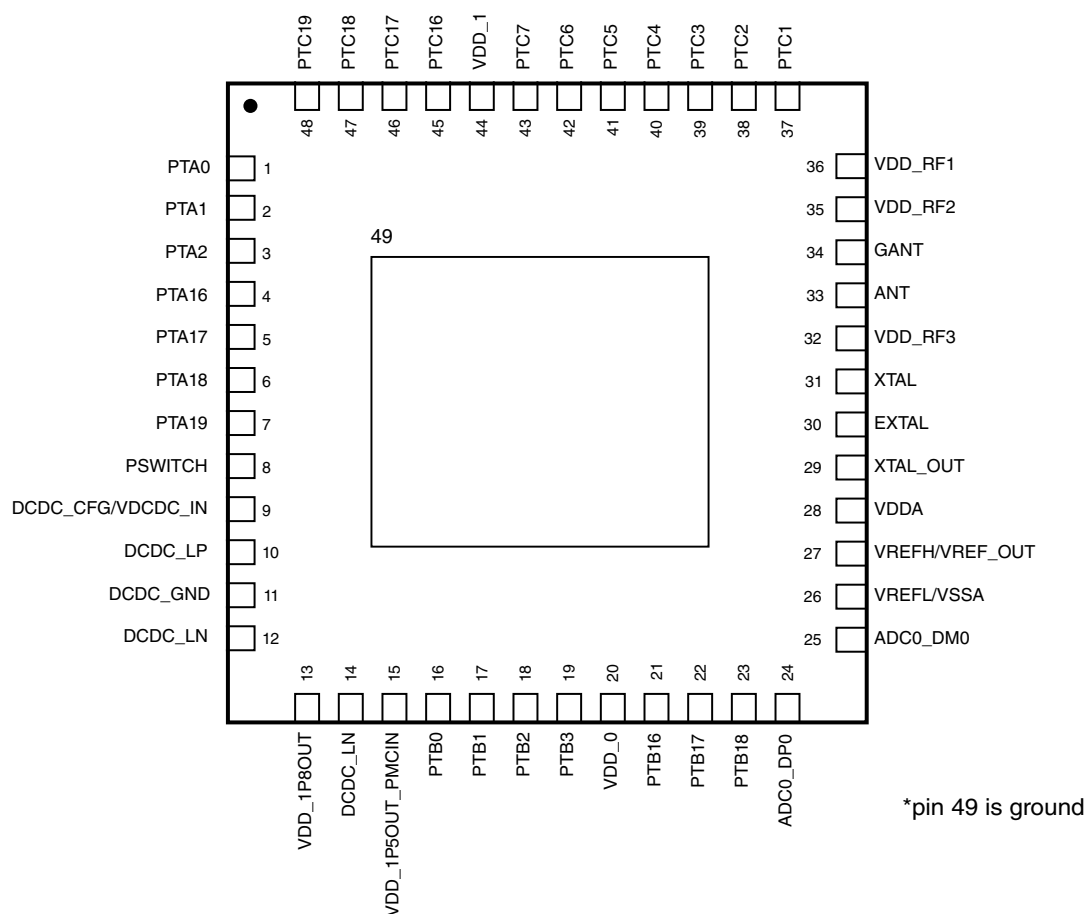 PTC19
PTC18
PTC17
PTC16
VDD_1
PTC7
PTC6
PTC5
PTC4
PTC3
PTC2
PTC1
48
47
46
45
44
43
42
41
40
39
38
37
PTA0 1
PTA1 2
PTA2 3
PTA16 4
PTA17 5
PTA18 6
PTA19 7
PSWITCH 8
DCDC_CFG/VDCDC_IN 9
DCDC_LP 10
DCDC_GND 11
DCDC_LN 12
49
36 VDD_RF1
35 VDD_RF2
34 GANT
33 ANT
32 VDD_RF3
31 XTAL
30 EXTAL
29 XTAL_OUT
28 VDDA
27 VREFH/VREF_OUT
26 VREFL/VSSA
25 ADC0_DM0
13
14
15
16
17
18
19
20
21
22
23
24
VDD_1P8OUT
DCDC_LN
VDD_1P5OUT_PMCIN
PTB0
PTB1
PTB2
PTB3
VDD_0
PTB16
PTB17
PTB18
ADC0_DP0
*pin 49 is ground